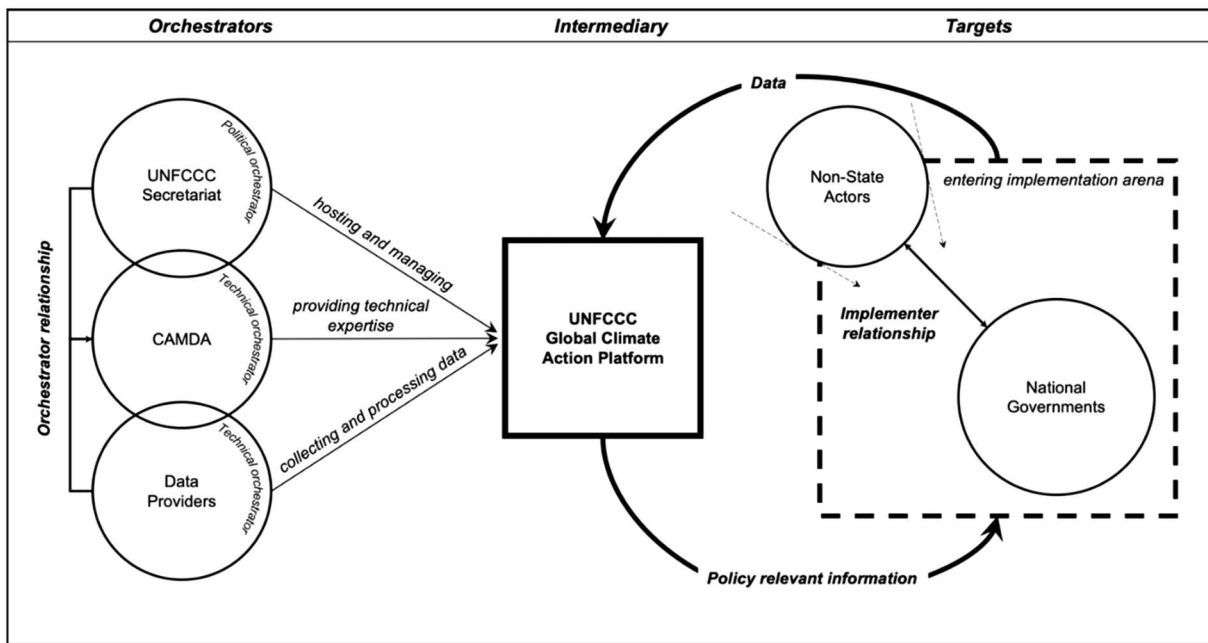 Orchestrators
Intermediary
Targets
Orchestrator relationship
UNFCCC
Secretariat
Political orchestrator
CAMDA
Technical orchestrator
Data
Providers
Technical orchestrator
hosting and managing
providing technical
expertise
collecting and processing data
UNFCCC
Global Climate
Action Platform
Data
Non-State
Actors
entering implementation arena
Implementer
relationship
National
Governments
Policy relevant information